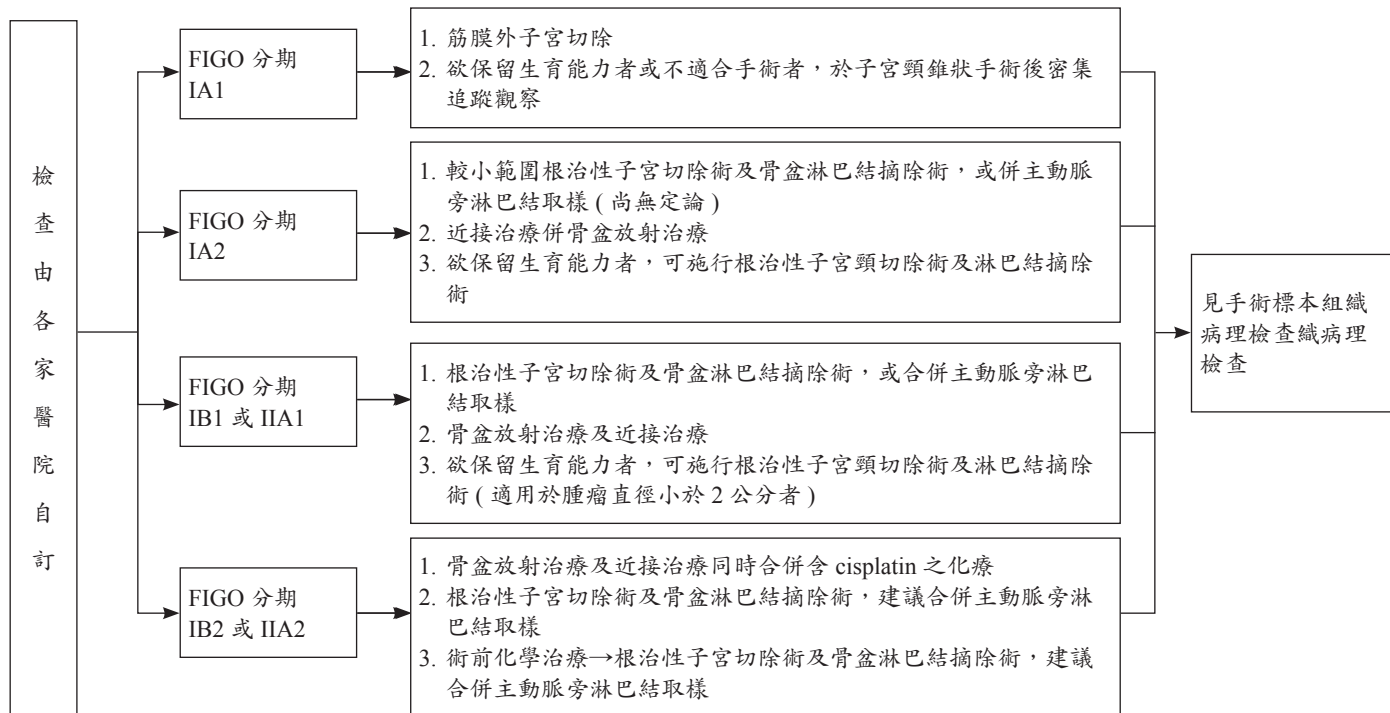 檢查由各家醫院自訂
FIGO 分期
IA1
1. 筋膜外子宮切除
2. 欲保留生育能力者或不適合手術者，於子宮頸錐狀手術後密集
追蹤觀察
FIGO 分期
IA2
1. 較小範圍根治性子宮切除術及骨盆淋巴結摘除術，或併主動脈
旁淋巴結取樣 ( 尚無定論 )
2. 近接治療併骨盆放射治療
3. 欲保留生育能力者，可施行根治性子宮頸切除術及淋巴結摘除
術
FIGO 分期
IB1 或 IIA1
1. 根治性子宮切除術及骨盆淋巴結摘除術，或合併主動脈旁淋巴
結取樣
2. 骨盆放射治療及近接治療
3. 欲保留生育能力者，可施行根治性子宮頸切除術及淋巴結摘除
術 ( 適用於腫瘤直徑小於 2 公分者 )
FIGO 分期
IB2 或 IIA2
1. 骨盆放射治療及近接治療同時合併含 cisplatin 之化療
2. 根治性子宮切除術及骨盆淋巴結摘除術，建議合併主動脈旁淋
巴結取樣
3. 術前化學治療→根治性子宮切除術及骨盆淋巴結摘除術，建議
合併主動脈旁淋巴結取樣
見手術標本組織
病理檢查織病理
檢查